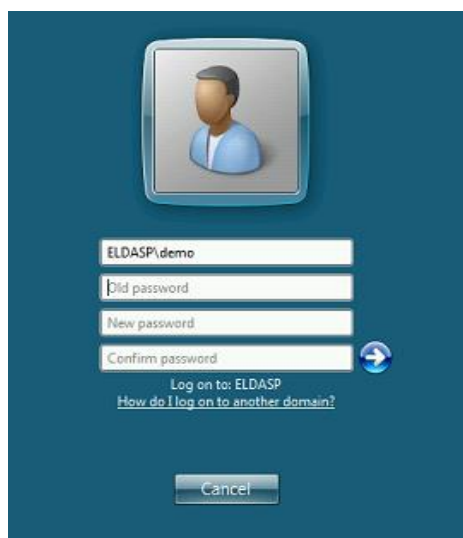 ELDASP\demo
Old password
New password
Confirm password
Log on to: ELDASP
How do I log on to another domain?
Cancel